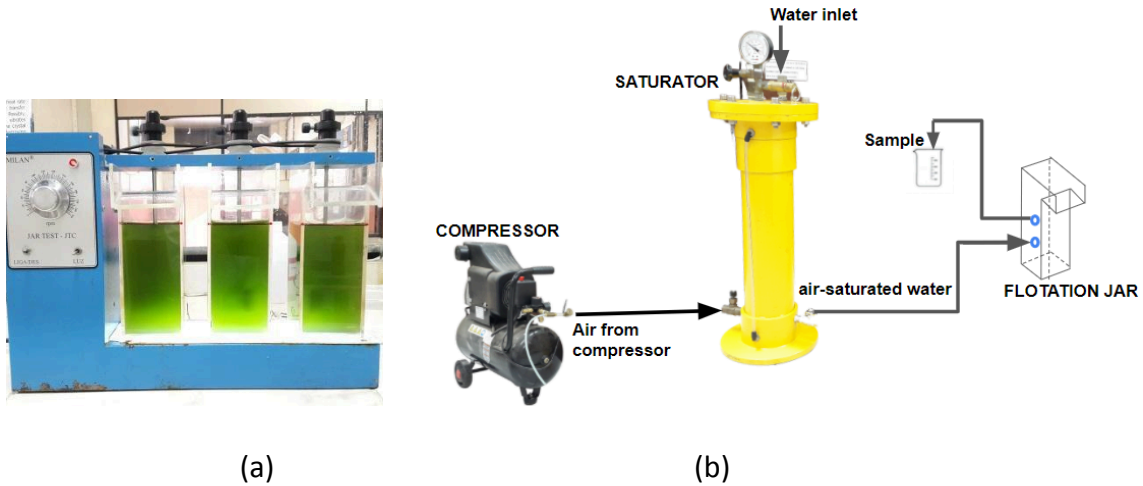 MILAN®
rpm
JAR TEST - JTC
LIGA/DES.
LUZ
Water inlet
SATURATOR
Sample
COMPRESSOR
air-saturated water
FLOTATION JAR
Air from
compressor
(a)
(b)